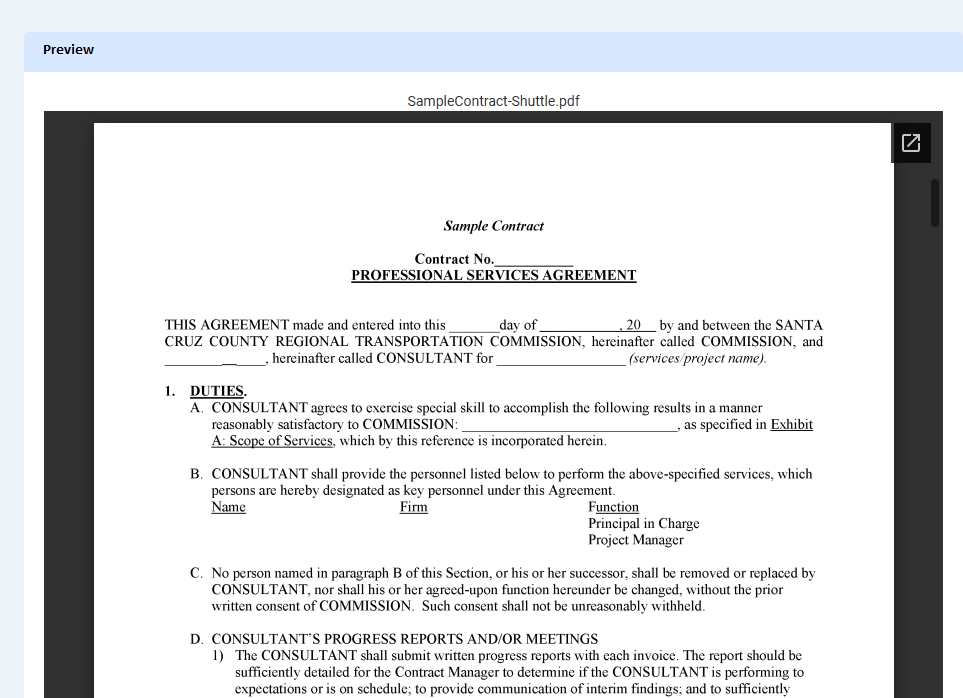 Preview
SampleContract-Shuttle.pdf
Sample Contract
Contract No.___________
PROFESSIONAL SERVICES AGREEMENT
THIS AGREEMENT made and entered into this _______day of ___________, 20__ by and between the SANTA
CRUZ COUNTY REGIONAL TRANSPORTATION COMMISSION, hereinafter called COMMISSION, and
______________, hereinafter called CONSULTANT for __________________ (services/project name).
1. DUTIES.
A. CONSULTANT agrees to exercise special skill to accomplish the following results in a manner
reasonably satisfactory to COMMISSION: ______________________________, as specified in Exhibit
A: Scope of Services, which by this reference is incorporated herein.
B. CONSULTANT shall provide the personnel listed below to perform the above-specified services, which
persons are hereby designated as key personnel under this Agreement.
Name Firm Function
Principal in Charge
Project Manager
C. No person named in paragraph B of this Section, or his or her successor, shall be removed or replaced by
CONSULTANT, nor shall his or her agreed-upon function hereunder be changed, without the prior
written consent of COMMISSION. Such consent shall not be unreasonably withheld.
D. CONSULTANT'S PROGRESS REPORTS AND/OR MEETINGS
1) The CONSULTANT shall submit written progress reports with each invoice. The report should be
sufficiently detailed for the Contract Manager to determine if the CONSULTANT is performing to
expectations or is on schedule; to provide communication of interim findings; and to sufficiently